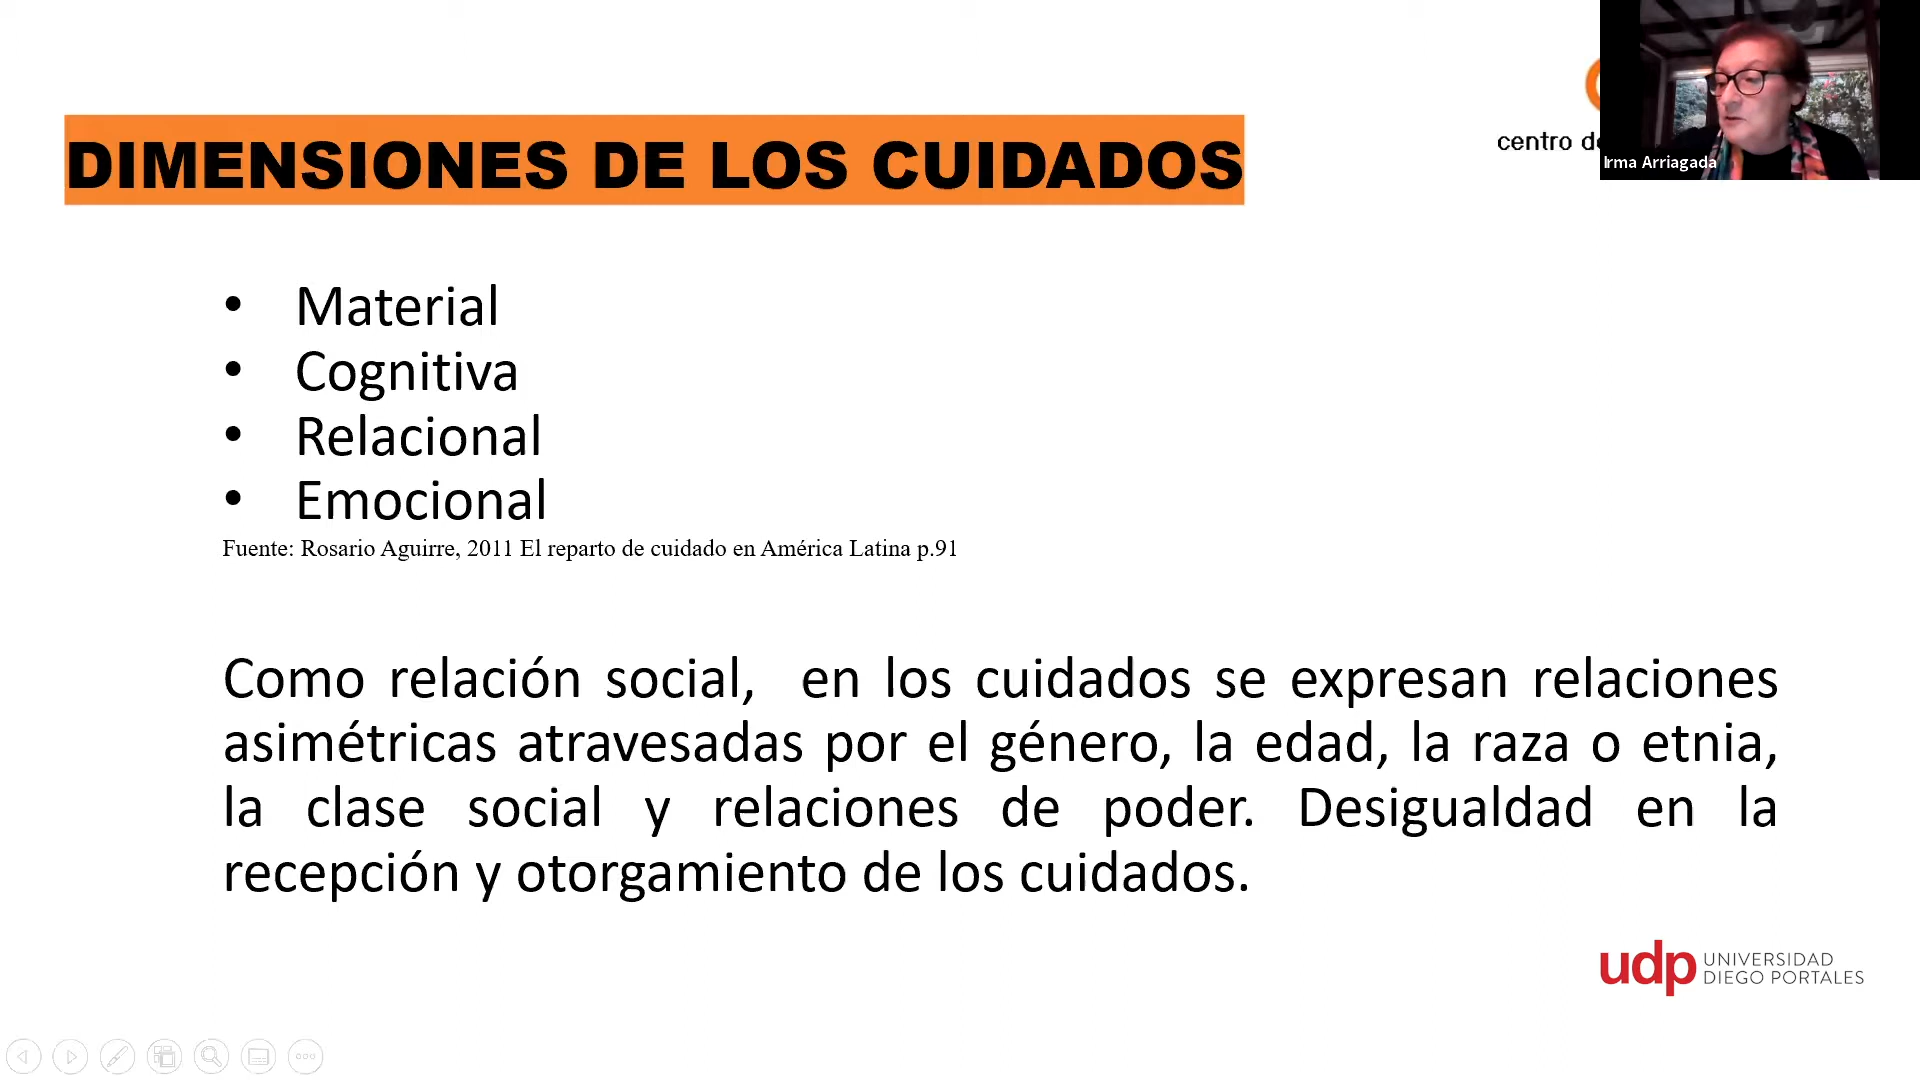 DIMENSIONES DE LOS CUIDADOS
centro de
Irma Arriagada
• Material
• Cognitiva
• Relacional
• Emocional
Fuente: Rosario Aguirre, 2011 El reparto de cuidado en América Latina p.91
Como relación social, en los cuidados se expresan relaciones
asimétricas atravesadas por el género, la edad, la raza o etnia,
la clase social y relaciones de poder. Desigualdad en la
recepción y otorgamiento de los cuidados.
udp UNIVERSIDAD
DIEGO PORTALES